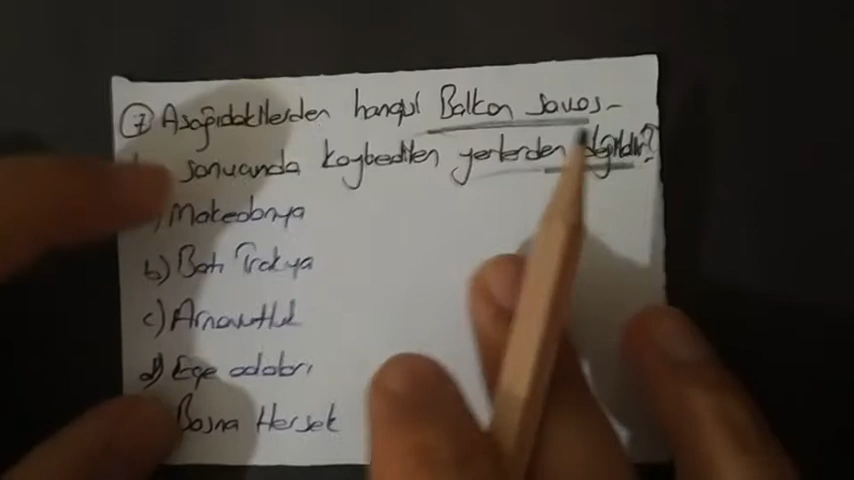 7 Aşağıdakilerden hangisi Balkan Savaş-
sonucunda kaybedilen yerlerden değildir?
) Makedonya
b) Batı Trakya
c) Arnavutluk
d) Ege adaları
Bosna Hersek